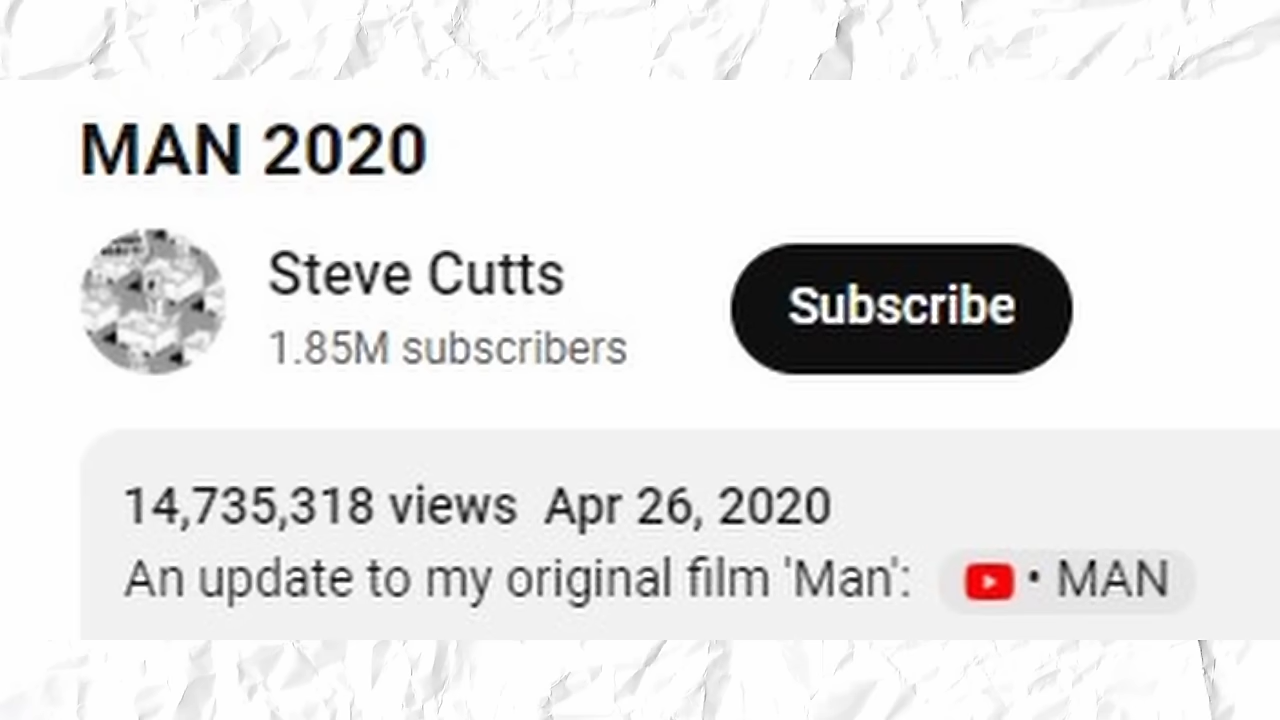 MAN 2020
Steve Cutts
1.85M subscribers
Subscribe
14,735,318 views Apr 26, 2020
An update to my original film 'Man': • MAN